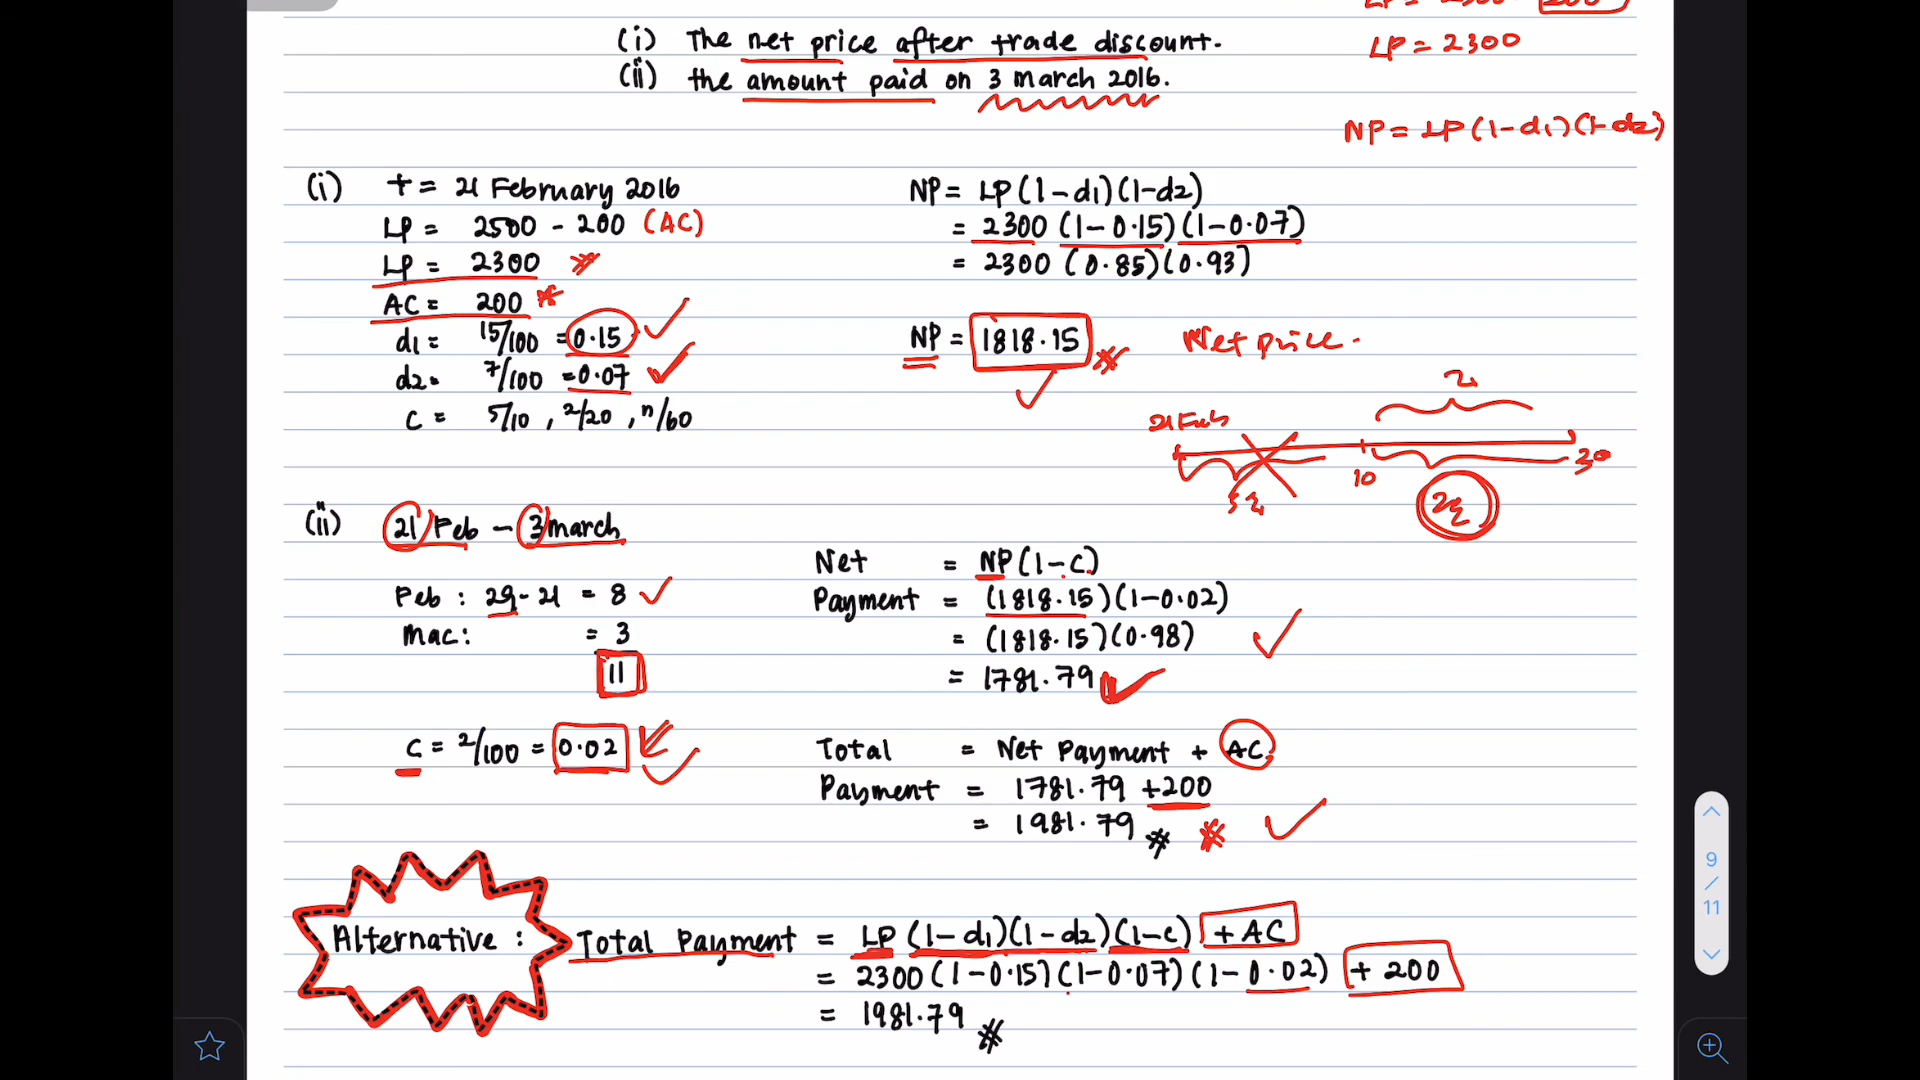 LP = 2300
(i) The net price after trade discount.
(ii) the amount paid on 3 march 2016.
NP = LP(1-d1)(1-d2)
(i) t = 21 February 2016
LP = 2500 - 200 (AC)
LP = 2300
AC = 200
d1 = 15/100 = 0.15
d2 = 7/100 = 0.07
C = 5/10 , 2/20 , n/60
NP = LP(1-d1)(1-d2)
= 2300 (1-0.15)(1-0.07)
= 2300 (0.85)(0.93)
NP = 1818.15
Net price.
21 Feb
2
10
30
5%
2%
(ii) 21 Feb - 3 march
Feb : 29-21 = 8
Mac: = 3
11
C = 2/100 = 0.02
Net = NP(1-c)
Payment = (1818.15)(1-0.02)
= (1818.15)(0.98)
= 1781.79
Total = Net Payment + AC
Payment = 1781.79 +200
= 1981.79 #
Alternative : Total Payment = LP (1-d1)(1-d2)(1-c) + AC
= 2300(1-0.15)(1-0.07)(1-0.02) + 200
= 1981.79 #
9
/
11